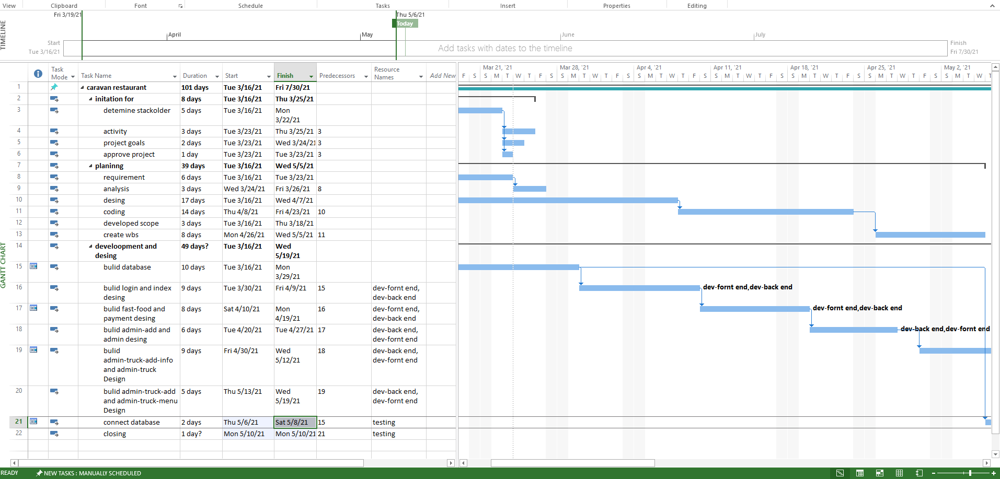 View Clipboard Font Schedule Tasks Insert Properties Editing
TIMELINE
Fri 3/19/21 Thu 5/6/21
Today
April May June July
Start
Tue 3/16/21
Add tasks with dates to the timeline
Finish
Fri 7/30/21
GANTT CHART
Task Mode Task Name Duration Start Finish Predecessors Resource Names Add New
Mar 21, '21 Mar 28, '21 Apr 4, '21 Apr 11, '21 Apr 18, '21 Apr 25, '21 May 2, '21
F S S M T W T F S S M T W T F S S M T W T F S S M T W T F S S M T W T F S S M T W T F S S M T W T
1 caravan restaurant 101 days Tue 3/16/21 Fri 7/30/21
2 initation for 8 days Tue 3/16/21 Thu 3/25/21
3 detemine stackolder 5 days Tue 3/16/21 Mon
3/22/21
4 activity 3 days Tue 3/23/21 Thu 3/25/21 3
5 project goals 2 days Tue 3/23/21 Wed 3/24/21 3
6 approve project 1 day Tue 3/23/21 Tue 3/23/21 3
7 planinng 39 days Tue 3/16/21 Wed 5/5/21
8 requirement 6 days Tue 3/16/21 Tue 3/23/21
9 analysis 3 days Wed 3/24/21 Fri 3/26/21 8
10 desing 17 days Tue 3/16/21 Wed 4/7/21
11 coding 14 days Thu 4/8/21 Fri 4/23/21 10
12 developed scope 3 days Tue 3/16/21 Thu 3/18/21
13 create wbs 8 days Mon 4/26/21 Wed 5/5/21 11
14 develoopment and 49 days? Tue 3/16/21 Wed
desing 5/19/21
15 bulid database 10 days Tue 3/16/21 Mon
3/29/21
16 bulid login and index 9 days Tue 3/30/21 Fri 4/9/21 15 dev-fornt end, dev-fornt end,dev-back end
desing dev-back end
17 bulid fast-food and 8 days Sat 4/10/21 Mon 16 dev-fornt end, dev-fornt end,dev-back end
payment desing 4/19/21 dev-back end
18 bulid admin-add and 6 days Tue 4/20/21 Tue 4/27/21 17 dev-back end, dev-back end,dev-fornt end
admin desing dev-fornt end
19 bulid 9 days Fri 4/30/21 Wed 18 dev-back end,
admin-truck-add-info 5/12/21 dev-fornt end
and admin-truck
Design
20 bulid admin-truck-add 5 days Thu 5/13/21 Wed 19 dev-back end,
and admin-truck-menu 5/19/21 dev-fornt end
Design
21 connect database 2 days Thu 5/6/21 Sat 5/8/21 15 testing
22 closing 1 day? Mon 5/10/21 Mon 5/10/21 21 testing
READY NEW TASKS : MANUALLY SCHEDULED